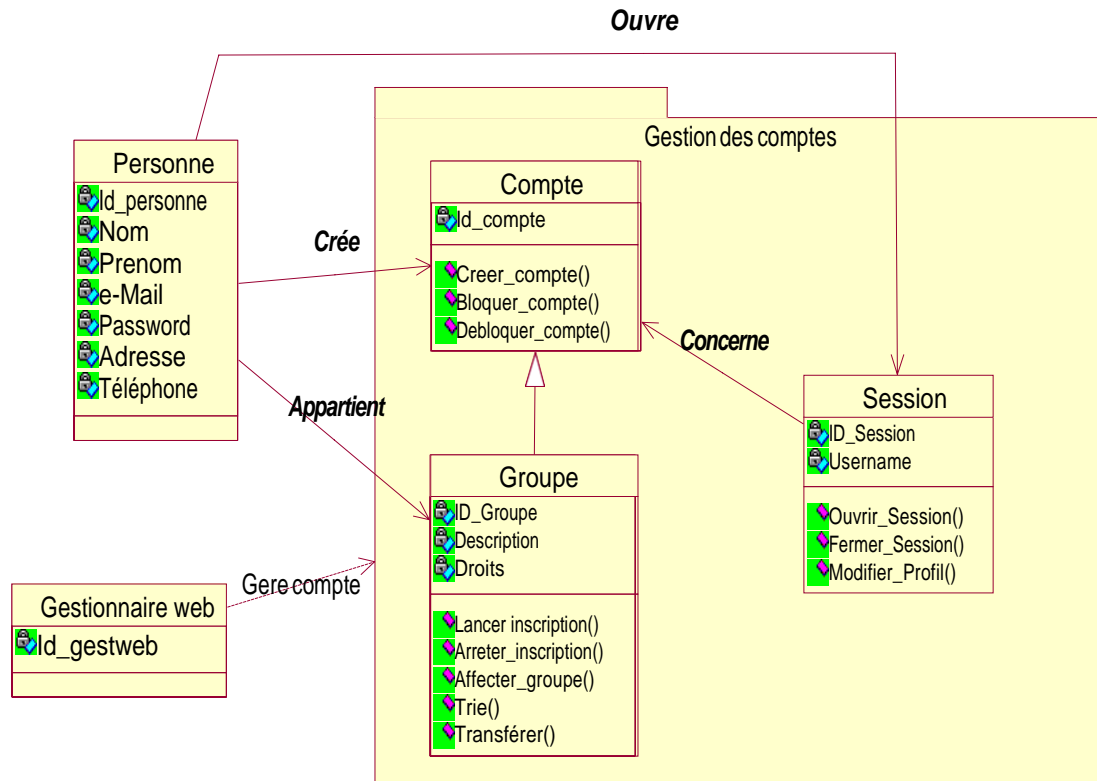 Ouvre
Gestion des comptes
Personne
Id_personne
Nom
Prenom
e-Mail
Password
Adresse
Téléphone
Crée
Compte
Id_compte
Creer_compte()
Bloquer_compte()
Debloquer_compte()
Concerne
Appartient
Session
ID_Session
Username
Ouvrir_Session()
Fermer_Session()
Modifier_Profil()
Groupe
ID_Groupe
Description
Droits
Lancer inscription()
Arreter_inscription()
Affecter_groupe()
Trie()
Transférer()
Gere compte
Gestionnaire web
Id_gestweb